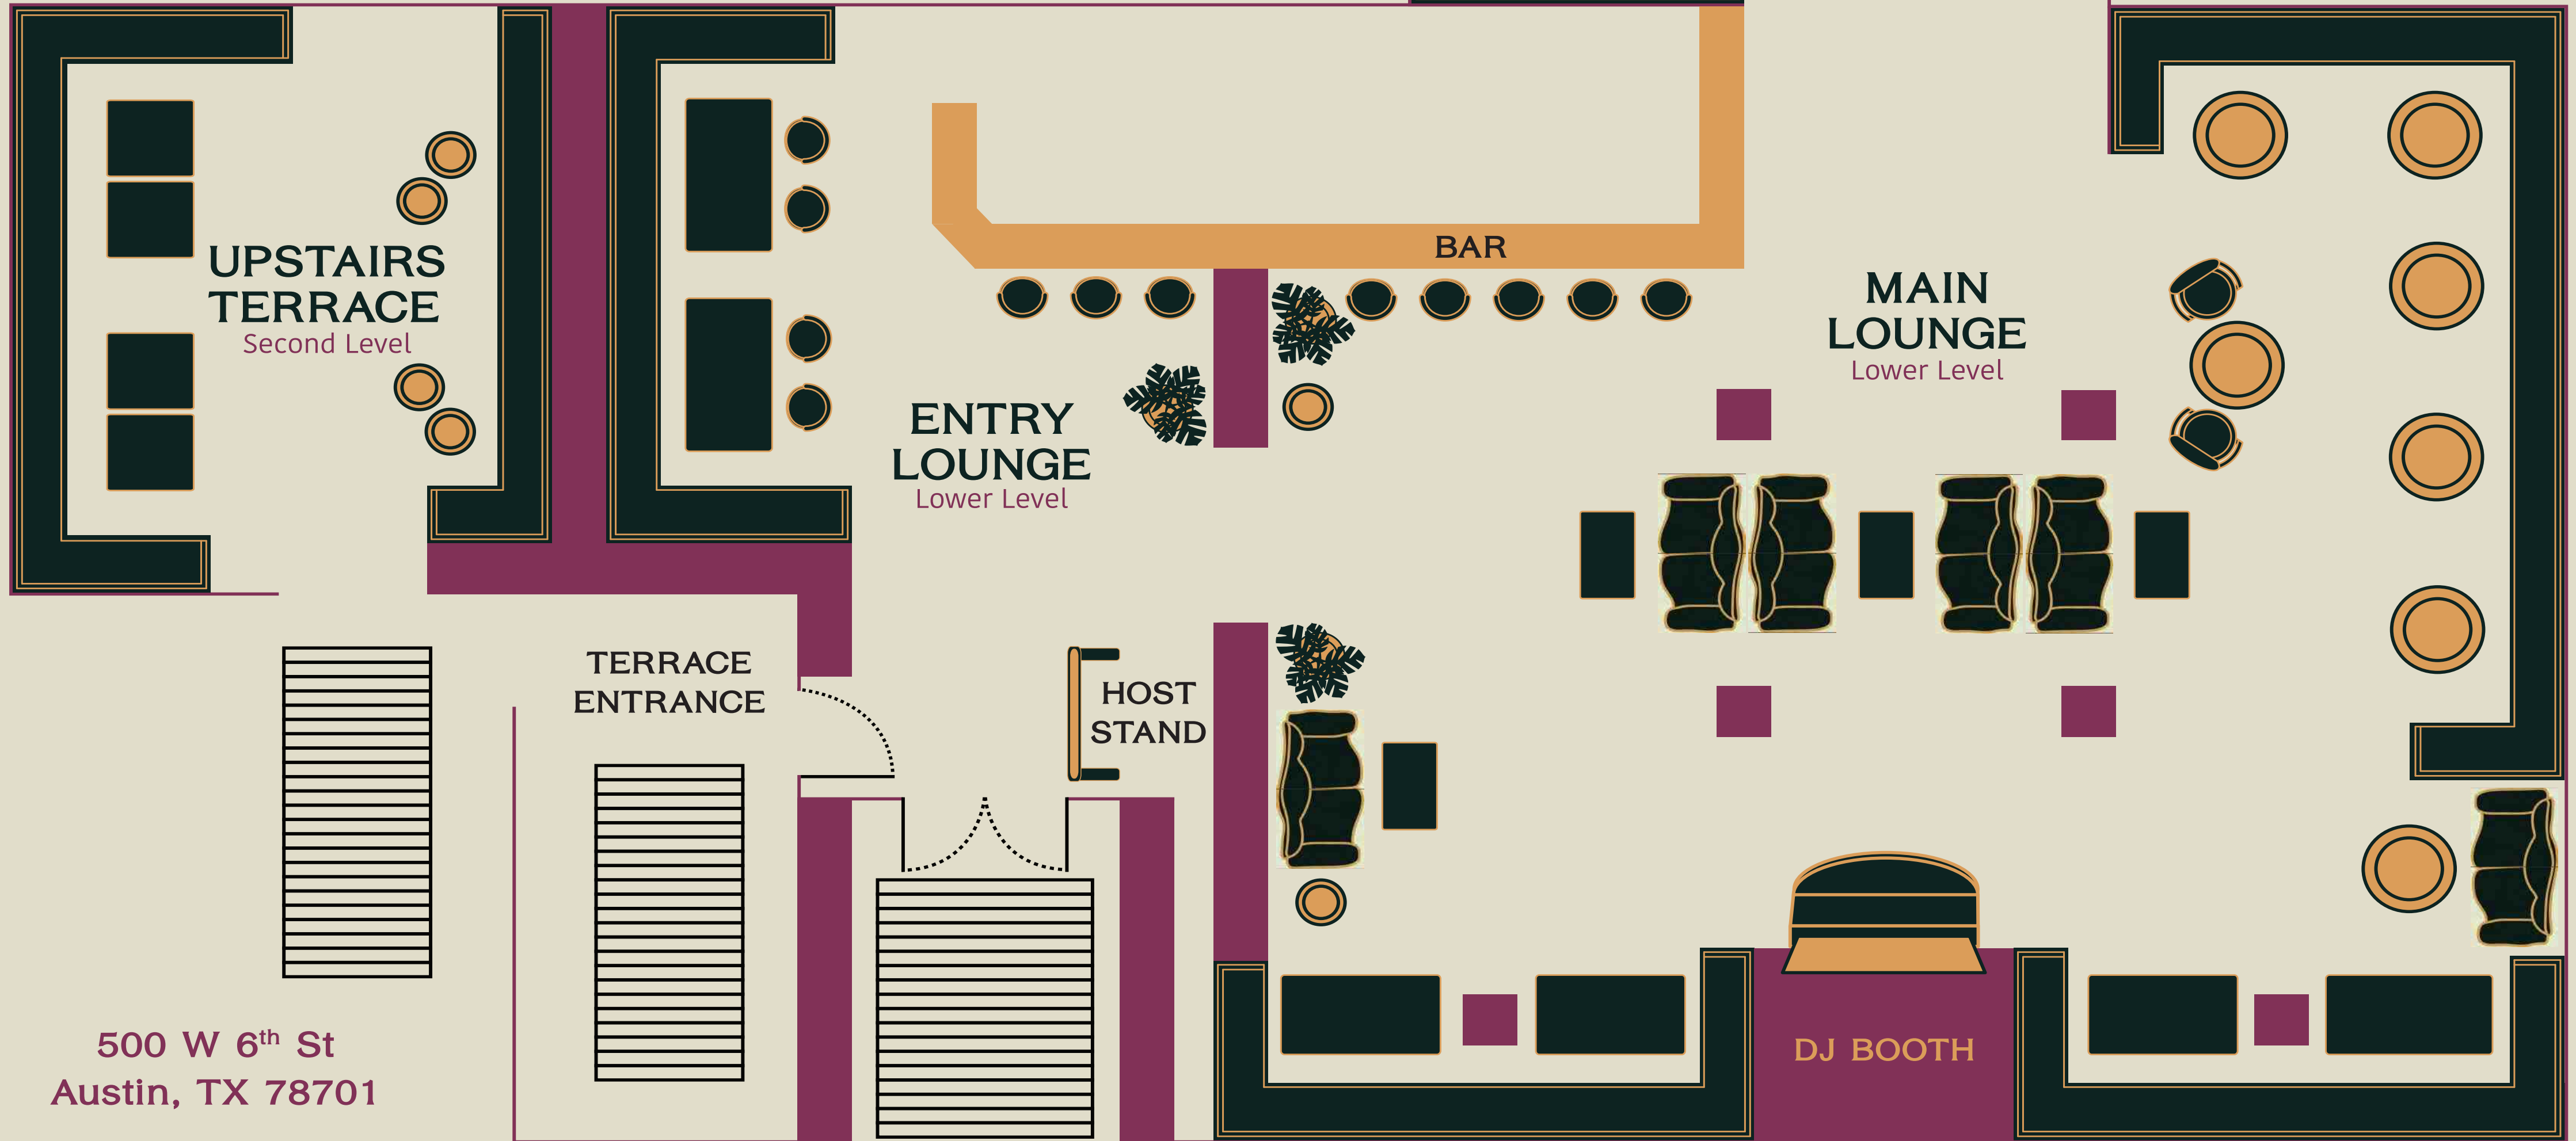 UPSTAIRS
TERRACE
Second Level
ENTRY
LOUNGE
Lower Level
BAR
MAIN
LOUNGE
Lower Level
TERRACE
ENTRANCE
HOST
STAND
DJ BOOTH
500 W 6th St
Austin, TX 78701